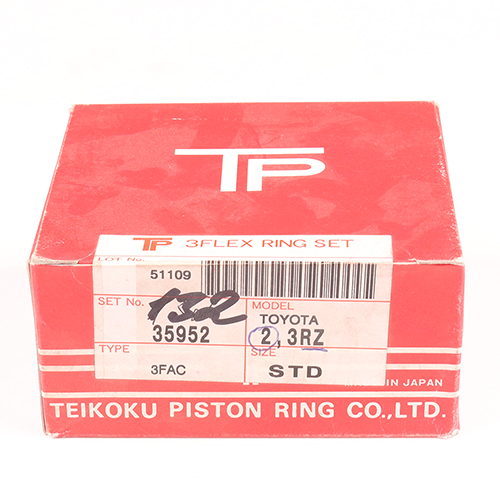 TP
TP 3FLEX RING SET
LOT No.
51109
SET No. 132 MODEL
35952 TOYOTA
2, 3RZ
TYPE SIZE
3FAC STD
MADE IN JAPAN
TEIKOKU PISTON RING CO.,LTD.